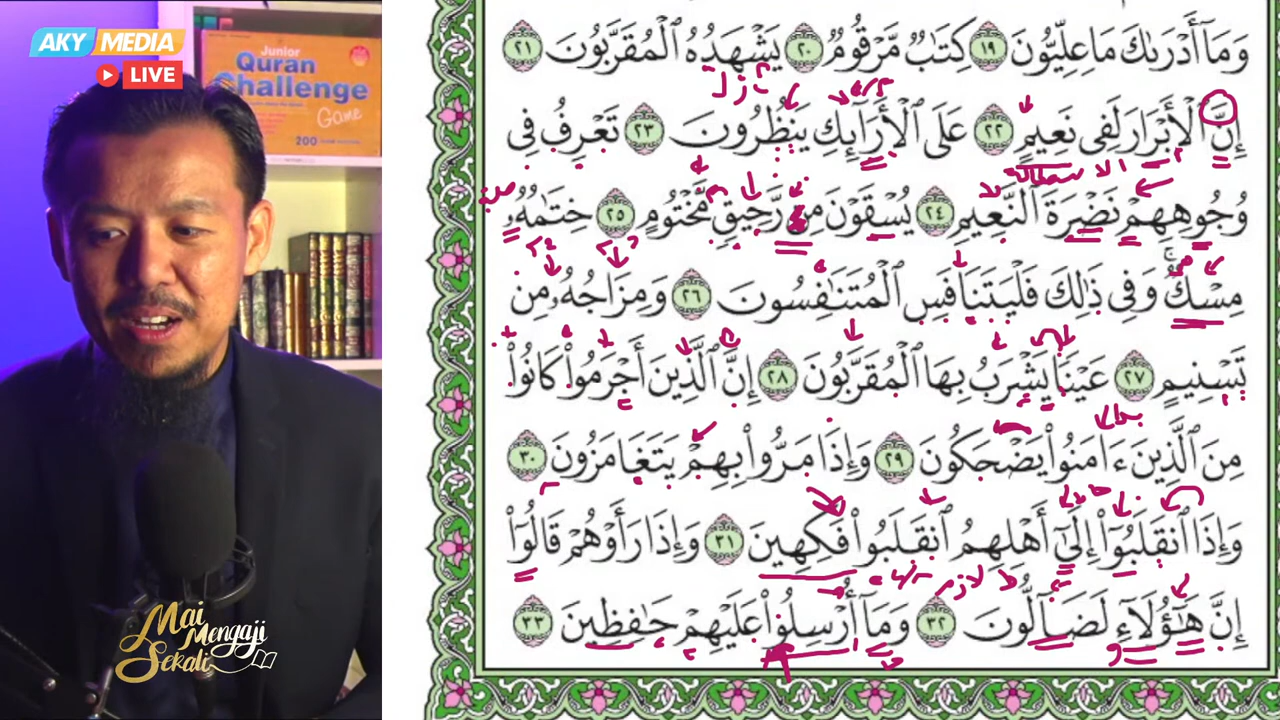 AKY MEDIA
LIVE
Junior
Quran
Challenge
Game
200
Mai
Mengaji
Sekali
وَمَآ أَدْرَىٰكَ مَا عِلِّيُّونَ ١٩ كِتَٰبٌ مَّرْقُومٌ ٢٠ يَشْهَدُهُ ٱلْمُقَرَّبُونَ ٢١
إِنَّ ٱلْأَبْرَارَ لَفِى نَعِيمٍ ٢٢ عَلَى ٱلْأَرَآئِكِ يَنظُرُونَ ٢٣ تَعْرِفُ فِى
وُجُوهِهِمْ نَضْرَةَ ٱلنَّعِيمِ ٢٤ يُسْقَوْنَ مِن رَّحِيقٍ مَّخْتُومٍ ٢٥ خِتَٰمُهُۥ
مِسْكٌ ۚ وَفِى ذَٰلِكَ فَلْيَتَنَافَسِ ٱلْمُتَنَٰفِسُونَ ٢٦ وَمِزَاجُهُۥ مِن
تَسْنِيمٍ ٢٧ عَيْنًا يَشْرَبُ بِهَا ٱلْمُقَرَّبُونَ ٢٨ إِنَّ ٱلَّذِينَ أَجْرَمُوا۟ كَانُوا۟
مِنَ ٱلَّذِينَ ءَامَنُوا۟ يَضْحَكُونَ ٢٩ وَإِذَا مَرُّوا۟ بِهِمْ يَتَغَامَزُونَ ٣٠
وَإِذَا ٱنقَلَبُوٓا۟ إِلَىٰٓ أَهْلِهِمُ ٱنقَلَبُوا۟ فَكِهِينَ ٣١ وَإِذَا رَأَوْهُمْ قَالُوٓا۟
إِنَّ هَٰٓؤُلَآءِ لَضَآلُّونَ ٣٢ وَمَآ أُرْسِلُوا۟ عَلَيْهِمْ حَٰفِظِينَ ٣٣